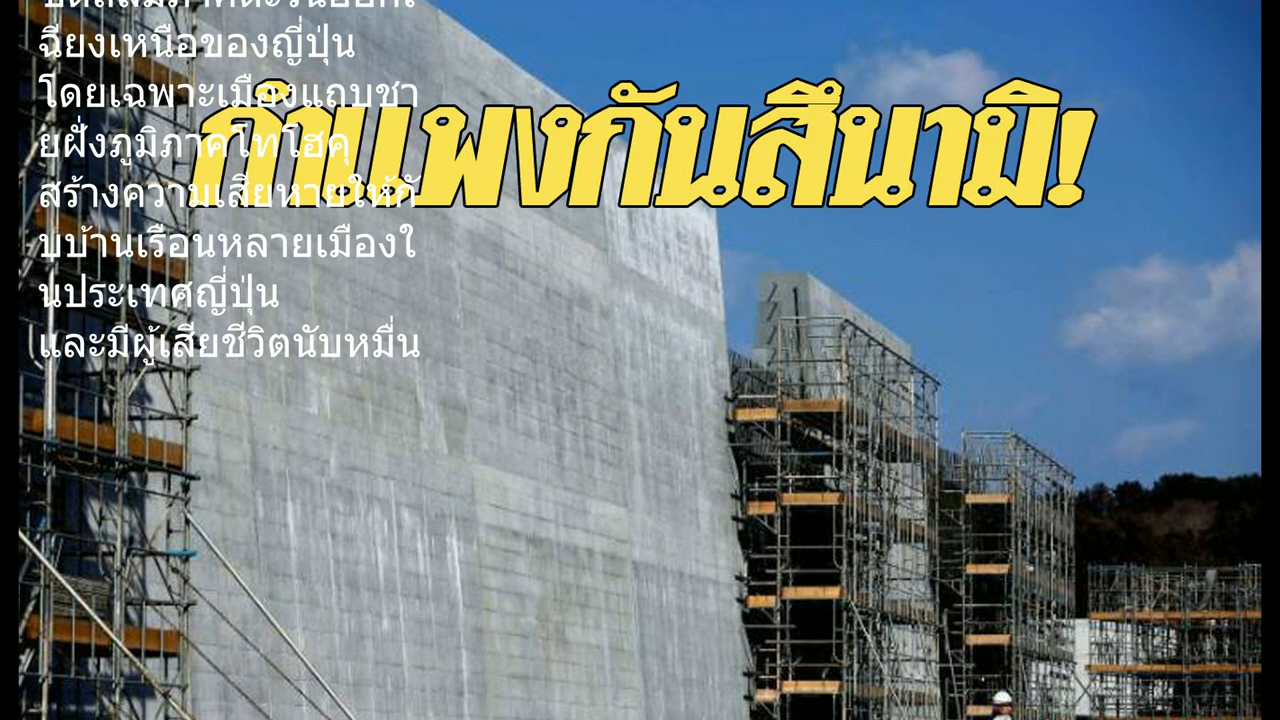 ฉียงเหนือของญี่ปุ่น
โดยเฉพาะเมืองแถบชา
ยฝั่งภูมิภาคโทโฮคุ
สร้างความเสียหายให้กั
บบ้านเรือนหลายเมืองใ
นประเทศญี่ปุ่น
และมีผู้เสียชีวิตนับหมื่น
กำแพงกันสึนามิ!